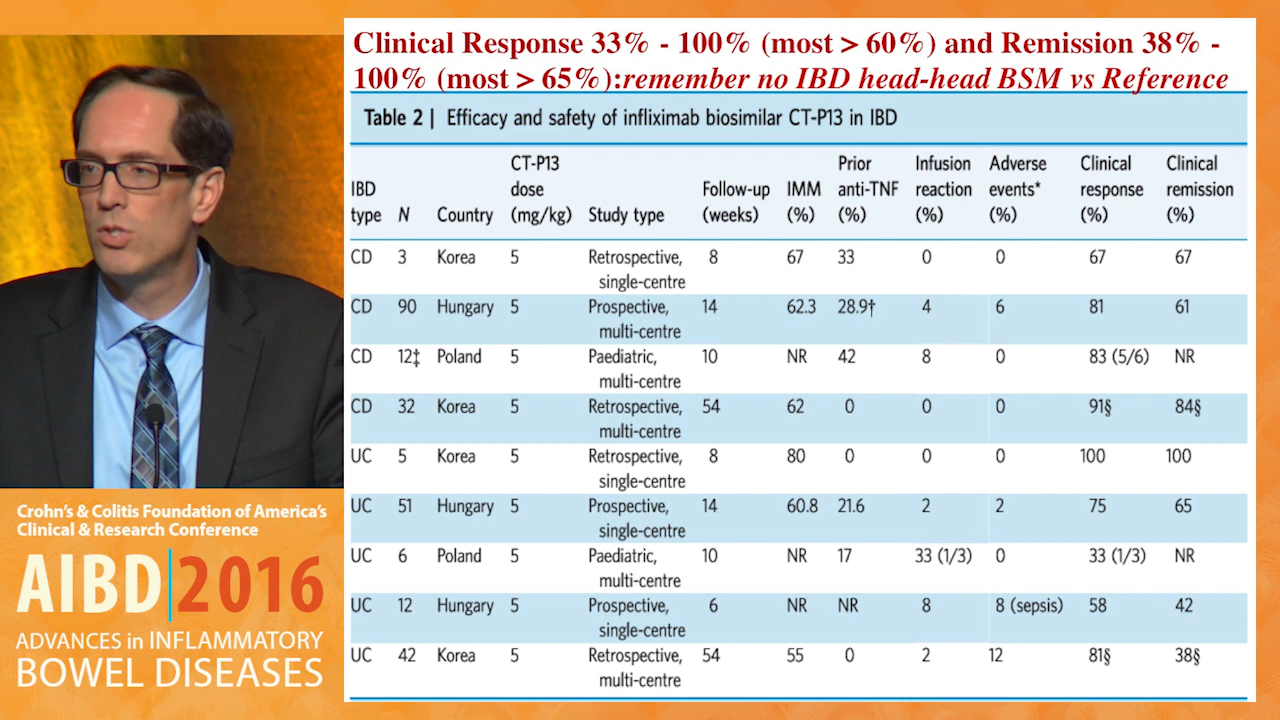 Clinical Response 33% - 100% (most > 60%) and Remission 38% -
100% (most > 65%):remember no IBD head-head BSM vs Reference
Table 2 | Efficacy and safety of infliximab biosimilar CT-P13 in IBD
IBD type N Country CT-P13 dose (mg/kg) Study type Follow-up (weeks) IMM (%) Prior anti-TNF (%) Infusion reaction (%) Adverse events* (%) Clinical response (%) Clinical remission (%)
CD 3 Korea 5 Retrospective, 8 67 33 0 0 67 67
single-centre
CD 90 Hungary 5 Prospective, 14 62.3 28.9† 4 6 81 61
multi-centre
CD 12‡ Poland 5 Paediatric, 10 NR 42 8 0 83 (5/6) NR
multi-centre
CD 32 Korea 5 Retrospective, 54 62 0 0 0 91§ 84§
multi-centre
UC 5 Korea 5 Retrospective, 8 80 0 0 0 100 100
single-centre
UC 51 Hungary 5 Prospective, 14 60.8 21.6 2 2 75 65
single-centre
UC 6 Poland 5 Paediatric, 10 NR 17 33 (1/3) 0 33 (1/3) NR
multi-centre
UC 12 Hungary 5 Prospective, 6 NR NR 8 8 (sepsis) 58 42
single-centre
UC 42 Korea 5 Retrospective, 54 55 0 2 12 81§ 38§
multi-centre
Crohn's & Colitis Foundation of America's
Clinical & Research Conference
AIBD|2016
ADVANCES in INFLAMMATORY
BOWEL DISEASES